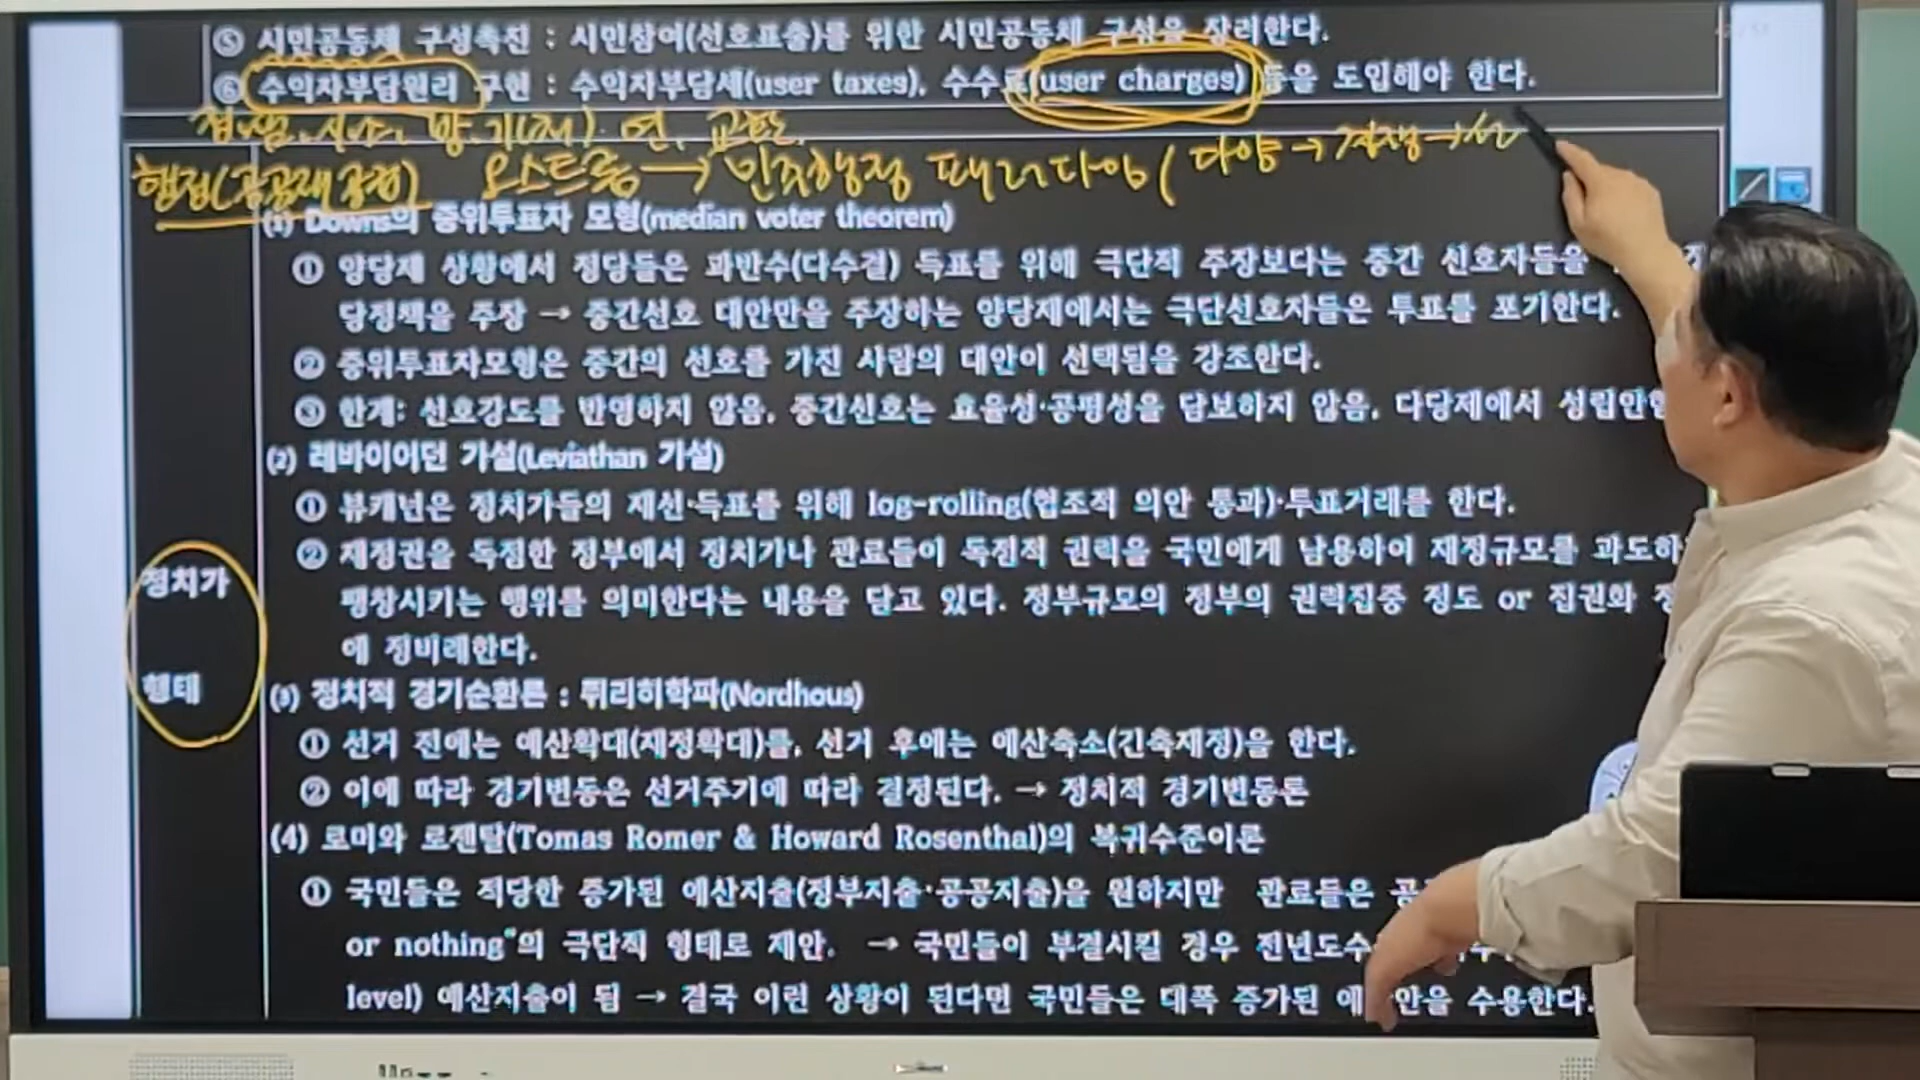 ⑤ 시민공동체 구성촉진 : 시민참여(선호표출)를 위한 시민공동체 구성을 장려한다.
⑥ 수익자부담원리 구현 : 수익자부담세(user taxes), 수수료(user charges) 등을 도입해야 한다.
행정(공공재 공급) 오스트롬 → 민주행정 패러다임 ( 다양 → 경쟁 → 선
(1) Downs의 중위투표자 모형(median voter theorem)
① 양당제 상황에서 정당들은 과반수(다수결) 득표를 위해 극단적 주장보다는 중간 선호자들을
당정책을 주장 → 중간선호 대안만을 주장하는 양당제에서는 극단선호자들은 투표를 포기한다.
② 중위투표자모형은 중간의 선호를 가진 사람의 대안이 선택됨을 강조한다.
③ 한계: 선호강도를 반영하지 않음, 중간선호는 효율성·공평성을 담보하지 않음, 다당제에서 성립안
(2) 레바이어던 가설(Leviathan 가설)
① 뷰캐넌은 정치가들의 재선·득표를 위해 log-rolling(협조적 의안 통과)·투표거래를 한다.
② 재정권을 독점한 정부에서 정치가나 관료들이 독점적 권력을 국민에게 남용하여 재정규모를 과도하
정치가
팽창시키는 행위를 의미한다는 내용을 담고 있다. 정부규모의 정부의 권력집중 정도 or 집권화 정
에 정비례한다.
행태
(3) 정치적 경기순환론 : 쮜리히학파(Nordhous)
① 선거 전에는 예산확대(재정확대)를, 선거 후에는 예산축소(긴축재정)을 한다.
② 이에 따라 경기변동은 선거주기에 따라 결정된다. → 정치적 경기변동론
(4) 로머와 로젠탈(Tomas Romer & Howard Rosenthal)의 복귀수준이론
① 국민들은 적당한 증가된 예산지출(정부지출·공공지출)을 원하지만 관료들은
or nothing"의 극단적 형태로 제안. → 국민들이 부결시킬 경우 전년도수
level) 예산지출이 됨 → 결국 이런 상황이 된다면 국민들은 대폭 증가된 예 안을 수용한다.